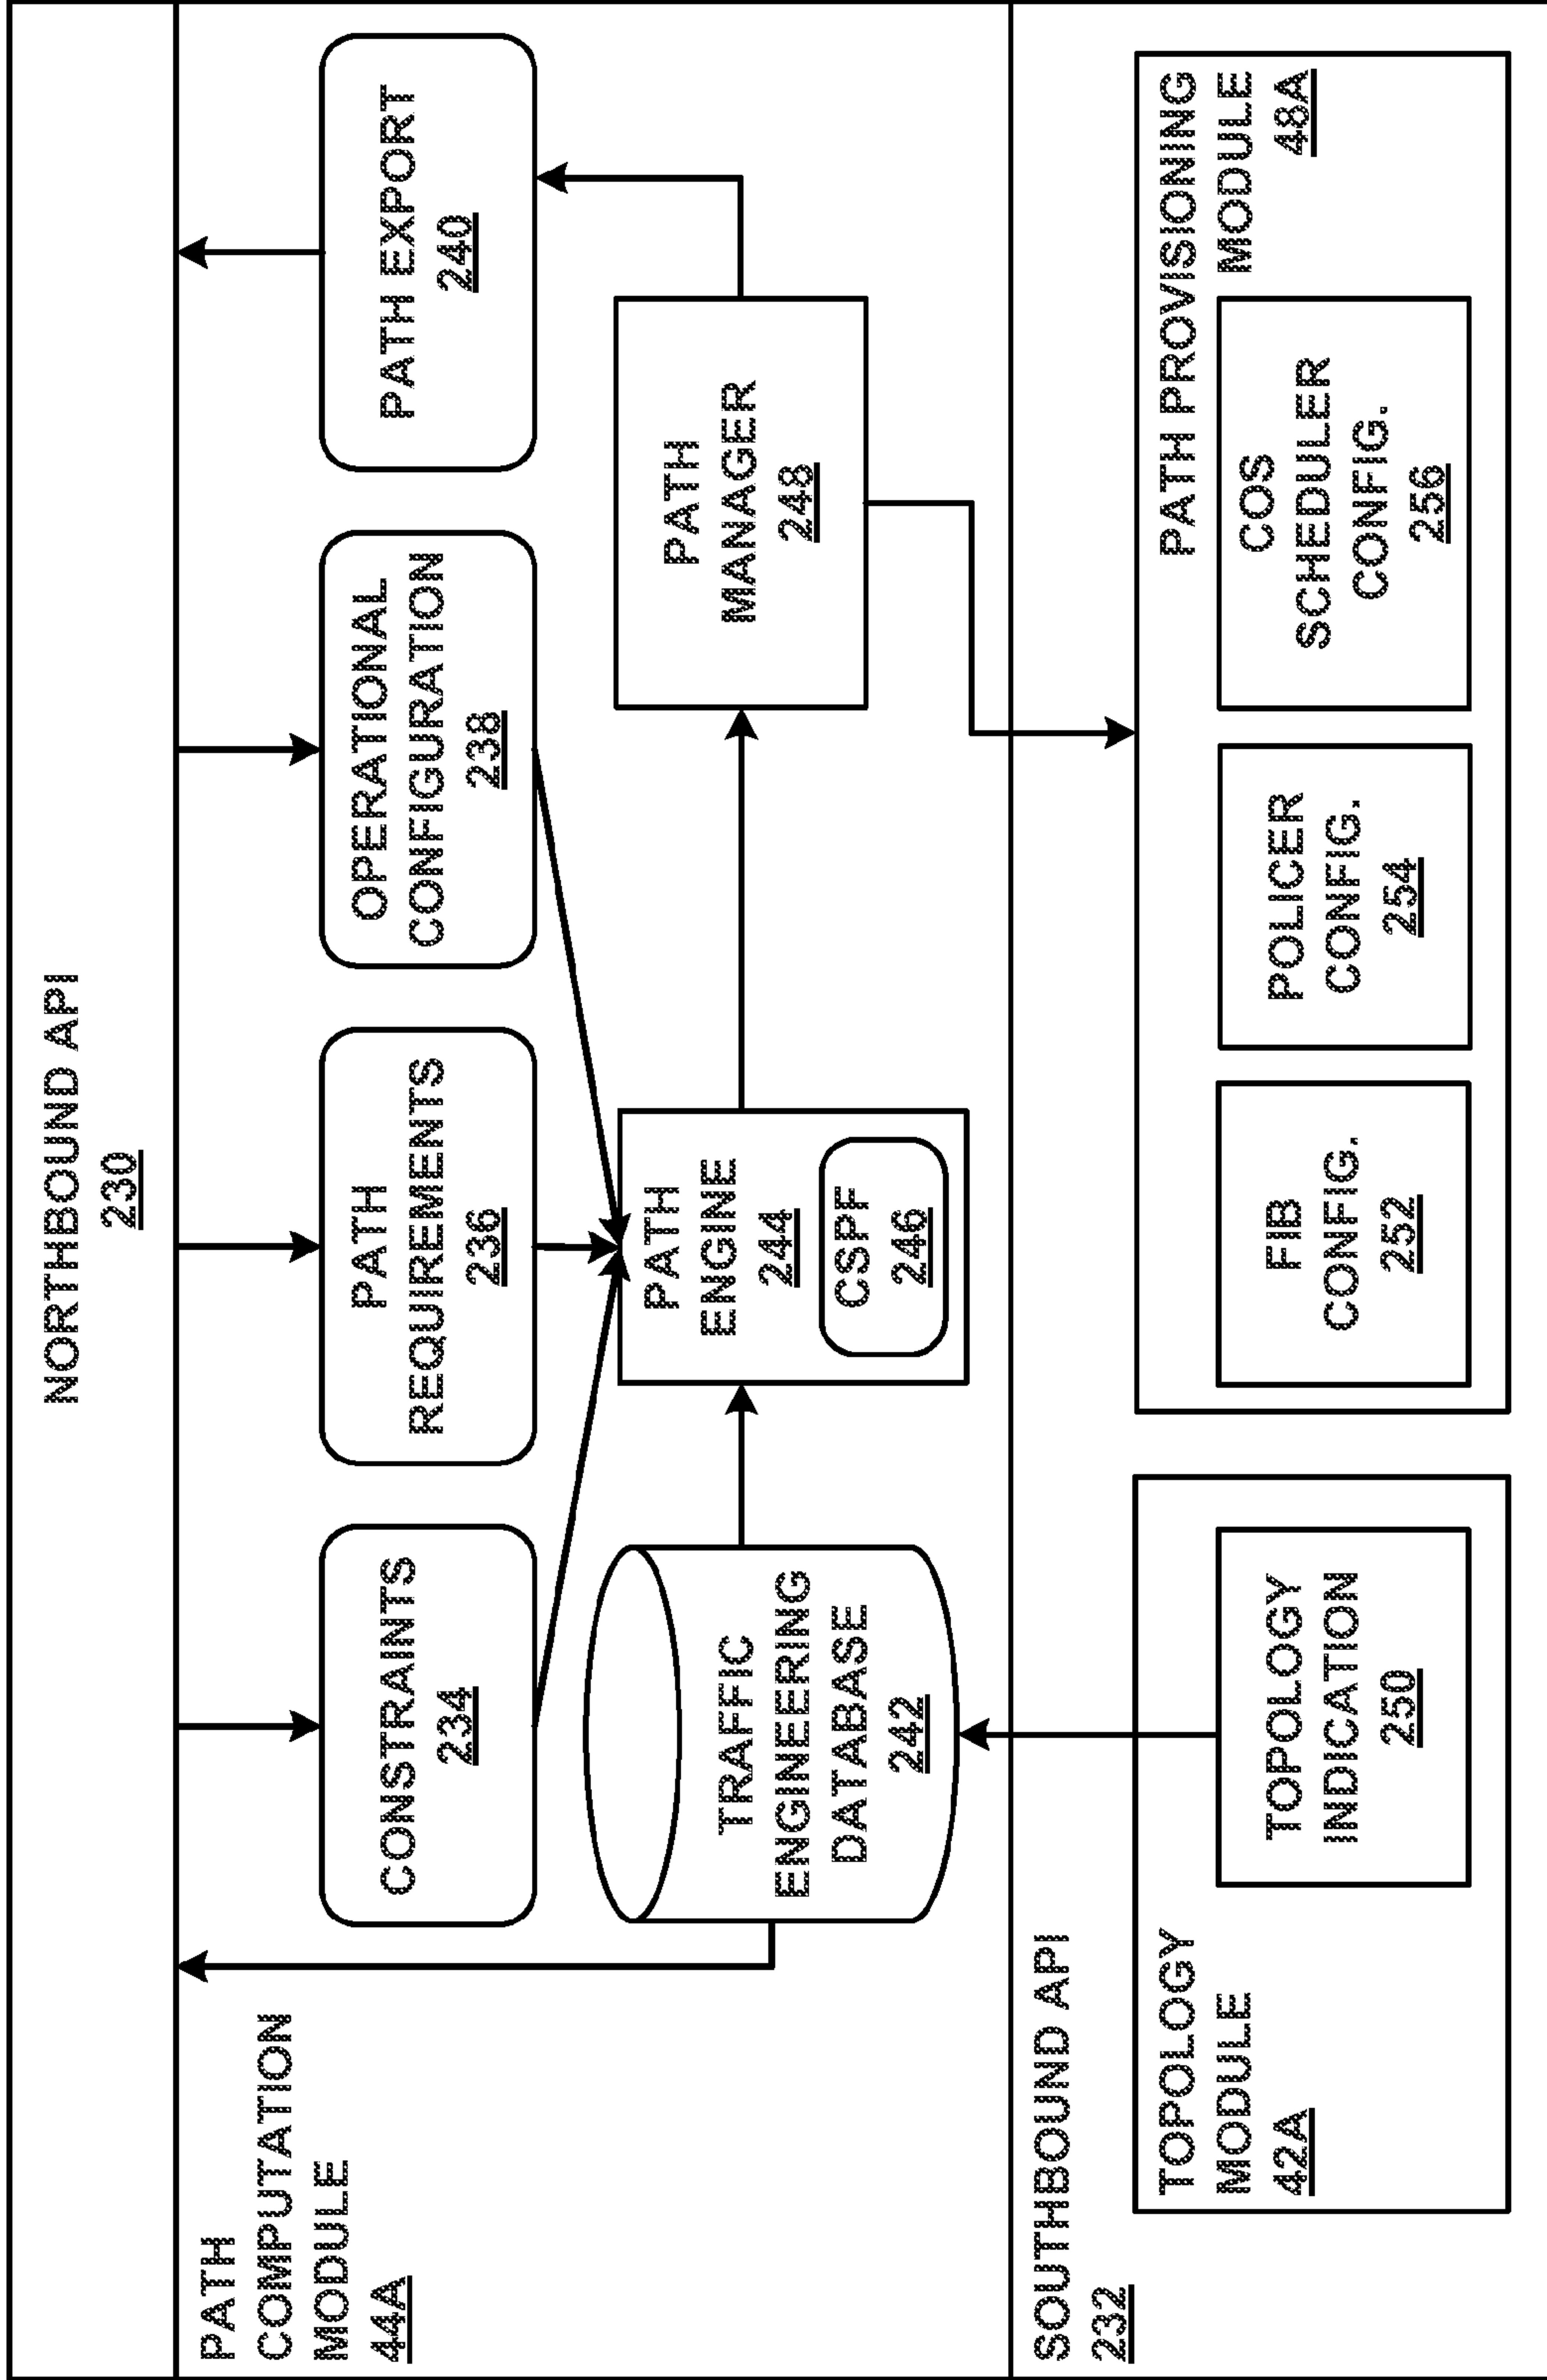 NORTHBOUND API
230
PATH
COMPUTATION
MODULE
44A
CONSTRAINTS
234
PATH
REQUIREMENTS
236
OPERATIONAL
CONFIGURATION
238
PATH EXPORT
240
TRAFFIC
ENGINEERING
DATABASE
242
PATH
ENGINE
244
CSPF
246
PATH
MANAGER
248
SOUTHBOUND API
232
TOPOLOGY
MODULE
42A
TOPOLOGY
INDICATION
250
PATH PROVISIONING
MODULE
48A
FIB
CONFIG.
252
POLICER
CONFIG.
254
COS
SCHEDULER
CONFIG.
256